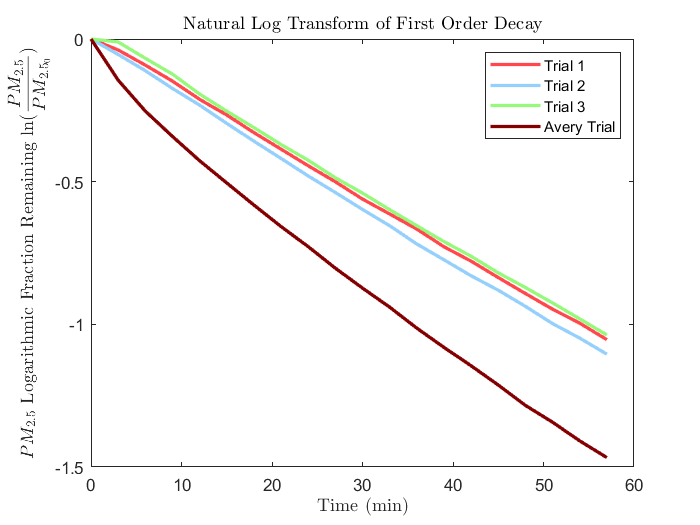 Natural Log Transform of First Order Decay
PM2.5 Logarithmic Fraction Remaining ln(PM2.5/PM2.50)
0
-0.5
-1
-1.5
Trial 1
Trial 2
Trial 3
Avery Trial
0 10 20 30 40 50 60
Time (min)